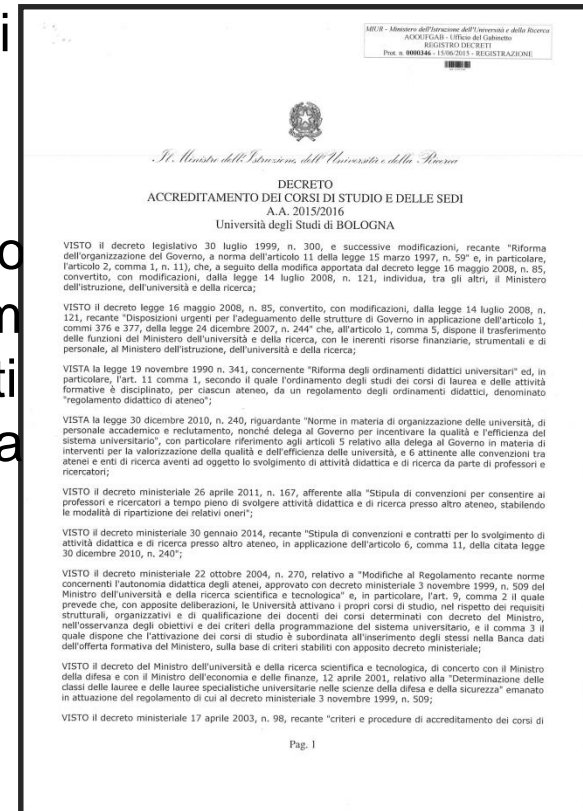 i
o
m
ti
a
MIUR - Ministero dell'Istruzione dell'Università e della Ricerca
AOOUFGAB - Ufficio del Gabinetto
REGISTRO DECRETI
Prot. n. 0000346 - 15/06/2015 - REGISTRAZIONE
Il Ministro dell'Istruzione, dell'Università e della Ricerca
DECRETO
ACCREDITAMENTO DEI CORSI DI STUDIO E DELLE SEDI
A.A. 2015/2016
Università degli Studi di BOLOGNA
VISTO il decreto legislativo 30 luglio 1999, n. 300, e successive modificazioni, recante "Riforma
dell'organizzazione del Governo, a norma dell'articolo 11 della legge 15 marzo 1997, n. 59" e, in particolare,
l'articolo 2, comma 1, n. 11), che, a seguito della modifica apportata dal decreto legge 16 maggio 2008, n. 85,
convertito, con modificazioni, dalla legge 14 luglio 2008, n. 121, individua, tra gli altri, il Ministero
dell'istruzione, dell'università e della ricerca;
VISTO il decreto legge 16 maggio 2008, n. 85, convertito, con modificazioni, dalla legge 14 luglio 2008, n.
121, recante "Disposizioni urgenti per l'adeguamento delle strutture di Governo in applicazione dell'articolo 1,
commi 376 e 377, della legge 24 dicembre 2007, n. 244" che, all'articolo 1, comma 5, dispone il trasferimento
delle funzioni del Ministero dell'università e della ricerca, con le inerenti risorse finanziarie, strumentali e di
personale, al Ministero dell'istruzione, dell'università e della ricerca;
VISTA la legge 19 novembre 1990 n. 341, concernente "Riforma degli ordinamenti didattici universitari" ed, in
particolare, l'art. 11 comma 1, secondo il quale l'ordinamento degli studi dei corsi di laurea e delle attività
formative è disciplinato, per ciascun ateneo, da un regolamento degli ordinamenti didattici, denominato
"regolamento didattico di ateneo";
VISTA la legge 30 dicembre 2010, n. 240, riguardante "Norme in materia di organizzazione delle università, di
personale accademico e reclutamento, nonché delega al Governo per incentivare la qualità e l'efficienza del
sistema universitario", con particolare riferimento agli articoli 5 relativo alla delega al Governo in materia di
interventi per la valorizzazione della qualità e dell'efficienza delle università, e 6 attinente alle convenzioni tra
atenei e enti di ricerca aventi ad oggetto lo svolgimento di attività didattica e di ricerca da parte di professori e
ricercatori;
VISTO il decreto ministeriale 26 aprile 2011, n. 167, afferente alla "Stipula di convenzioni per consentire ai
professori e ricercatori a tempo pieno di svolgere attività didattica e di ricerca presso altro ateneo, stabilendo
le modalità di ripartizione dei relativi oneri";
VISTO il decreto ministeriale 30 gennaio 2014, recante "Stipula di convenzioni e contratti per lo svolgimento di
attività didattica e di ricerca presso altro ateneo, in applicazione dell'articolo 6, comma 11, della citata legge
30 dicembre 2010, n. 240";
VISTO il decreto ministeriale 22 ottobre 2004, n. 270, relativo a "Modifiche al Regolamento recante norme
concernenti l'autonomia didattica degli atenei, approvato con decreto ministeriale 3 novembre 1999, n. 509 del
Ministro dell'università e della ricerca scientifica e tecnologica" e, in particolare, l'art. 9, comma 2 il quale
prevede che, con apposite deliberazioni, le Università attivano i propri corsi di studio, nel rispetto dei requisiti
strutturali, organizzativi e di qualificazione dei docenti dei corsi determinati con decreto del Ministro,
nell'osservanza degli obiettivi e dei criteri della programmazione del sistema universitario, e il comma 3 il
quale dispone che l'attivazione dei corsi di studio è subordinata all'inserimento degli stessi nella Banca dati
dell'offerta formativa del Ministero, sulla base di criteri stabiliti con apposito decreto ministeriale;
VISTO il decreto del Ministro dell'università e della ricerca scientifica e tecnologica, di concerto con il Ministro
della difesa e con il Ministro dell'economia e delle finanze, 12 aprile 2001, relativo alla "Determinazione delle
classi delle lauree e delle lauree specialistiche universitarie nelle scienze della difesa e della sicurezza" emanato
in attuazione del regolamento di cui al decreto ministeriale 3 novembre 1999, n. 509;
VISTO il decreto ministeriale 17 aprile 2003, n. 98, recante "criteri e procedure di accreditamento dei corsi di
Pag. 1